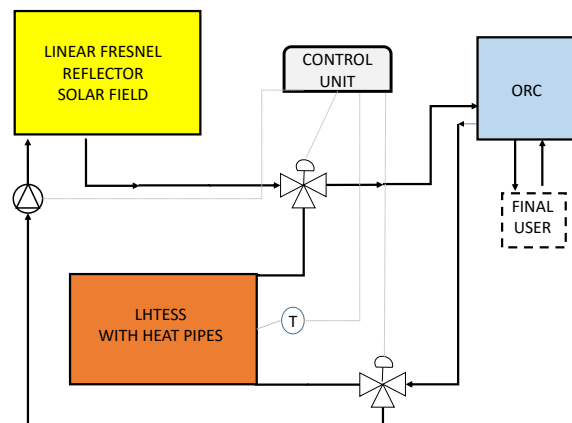 LINEAR FRESNEL
REFLECTOR
SOLAR FIELD
CONTROL
UNIT
ORC
FINAL
USER
LHTESS
WITH HEAT PIPES
T